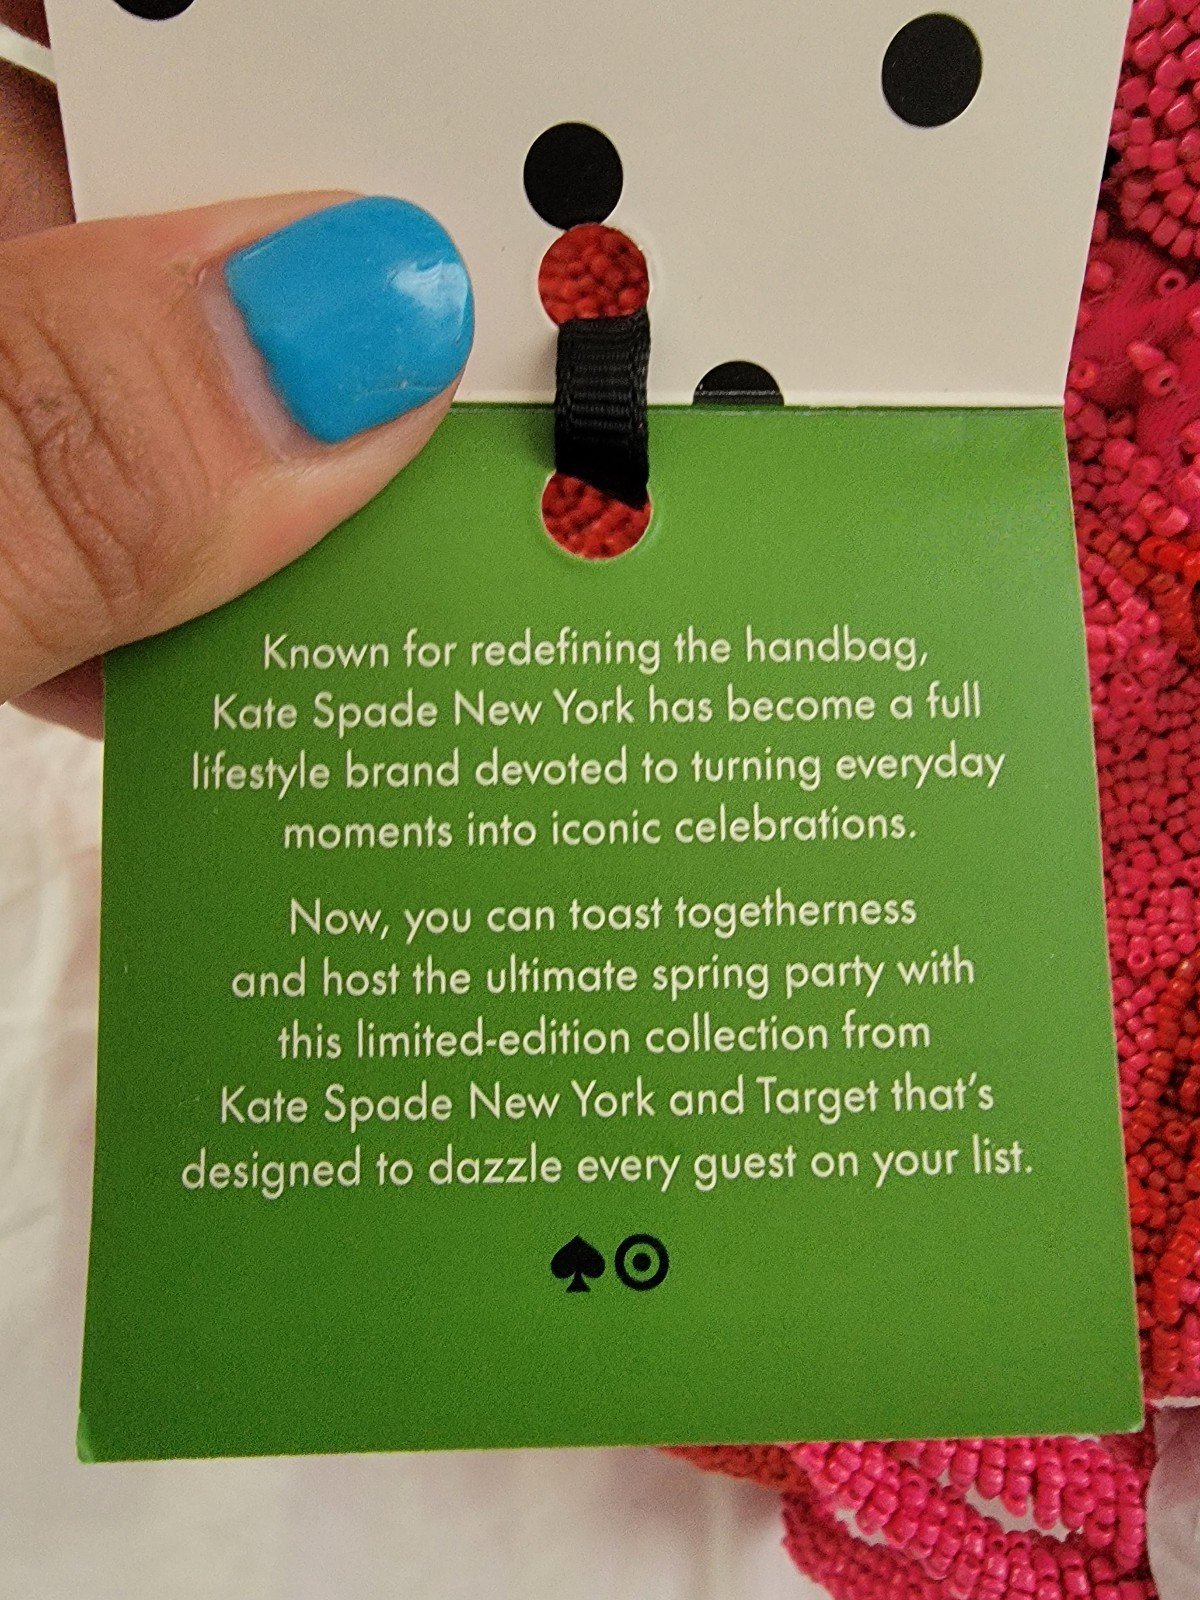 Known for redefining the handbag,
Kate Spade New York has become a full
lifestyle brand devoted to turning everyday
moments into iconic celebrations.
Now, you can toast togetherness
and host the ultimate spring party with
this limited-edition collection from
Kate Spade New York and Target that's
designed to dazzle every guest on your list.